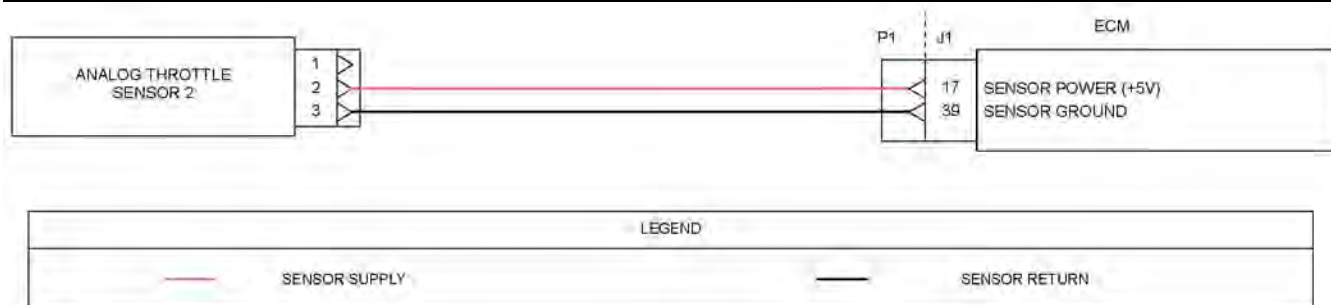 ECM
P1 J1
ANALOG THROTTLE
SENSOR 2
1
2
3
17 SENSOR POWER (+5V)
39 SENSOR GROUND
LEGEND
SENSOR SUPPLY
SENSOR RETURN